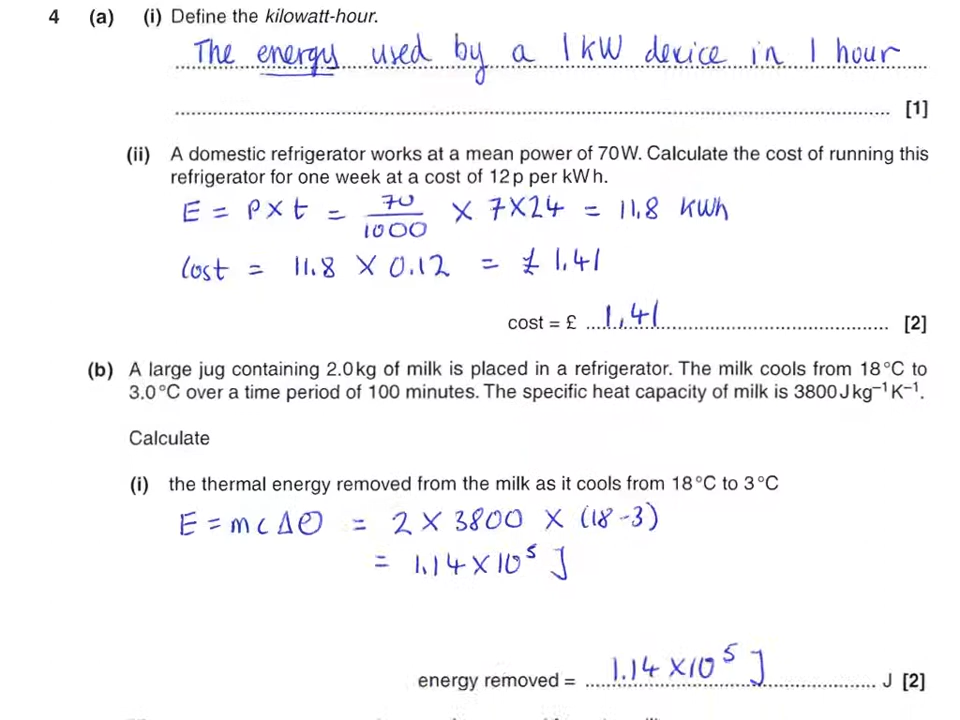 4 (a) (i) Define the kilowatt-hour.
The energy used by a 1 kW device in 1 hour
[1]
(ii) A domestic refrigerator works at a mean power of 70 W. Calculate the cost of running this
refrigerator for one week at a cost of 12 p per kW h.
E = P × t = 70/1000 × 7×24 = 11.8 kWh
Cost = 11.8 × 0.12 = £ 1.41
cost = £ 1.41 [2]
(b) A large jug containing 2.0 kg of milk is placed in a refrigerator. The milk cools from 18 °C to
3.0 °C over a time period of 100 minutes. The specific heat capacity of milk is 3800 J kg⁻¹ K⁻¹.
Calculate
(i) the thermal energy removed from the milk as it cools from 18 °C to 3 °C
E = mcΔθ = 2 × 3800 × (18-3)
= 1.14 × 10⁵ J
energy removed = 1.14 ×10⁵ J J [2]